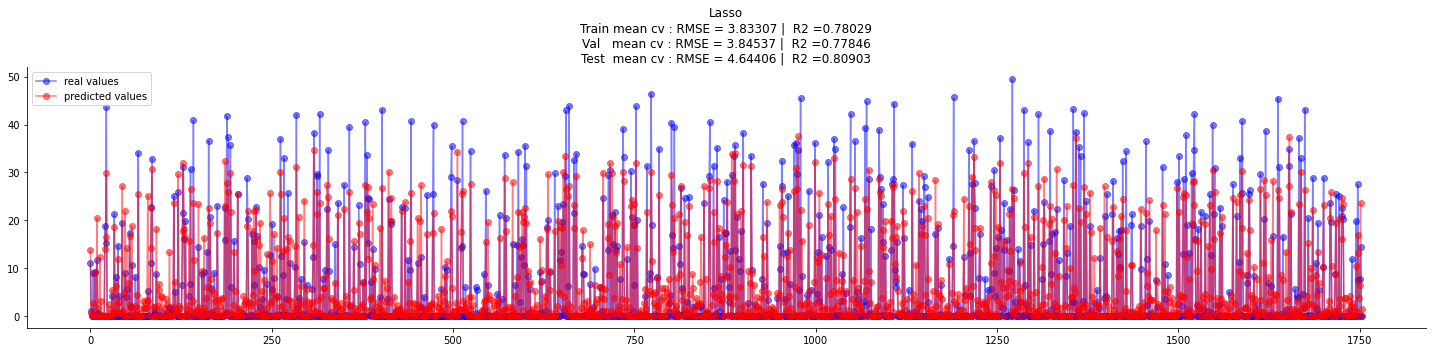 Lasso
Train mean cv : RMSE = 3.83307 |  R2 =0.78029
Val   mean cv : RMSE = 3.84537 |  R2 =0.77846
Test  mean cv : RMSE = 4.64406 |  R2 =0.80903
real values
predicted values
50
40
30
20
10
0
0 250 500 750 1000 1250 1500 1750